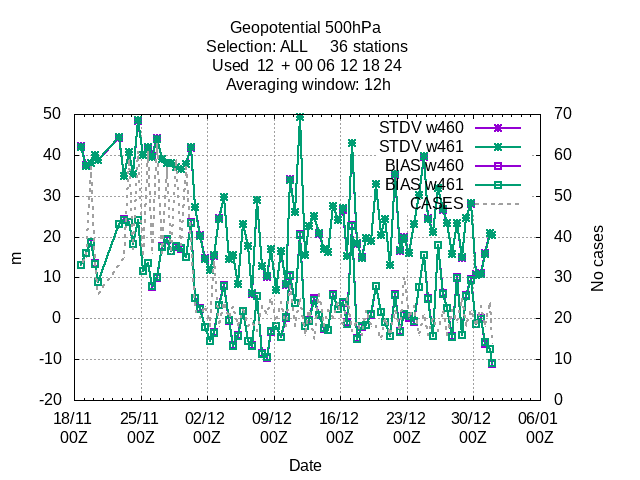 Geopotential 500hPa
Selection: ALL 36 stations
Used 12 + 00 06 12 18 24
Averaging window: 12h
50 70
STDV w460
STDV w461
40 60
BIAS w460
BIAS w461
CASES
30 50
20 40
m
No cases
10 30
0 20
-10 10
-20 0
18/11 25/11 02/12 09/12 16/12 23/12 30/12 06/01
00Z 00Z 00Z 00Z 00Z 00Z 00Z 00Z
Date